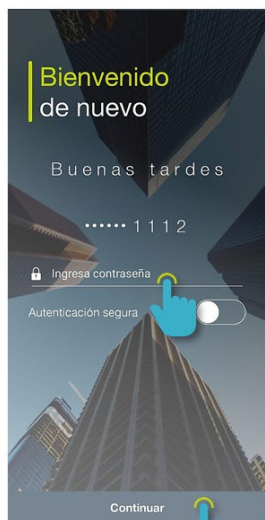 Bienvenido
de nuevo
Buenas tardes
•••••• 1112
Ingresa contraseña
Autenticación segura
Continuar